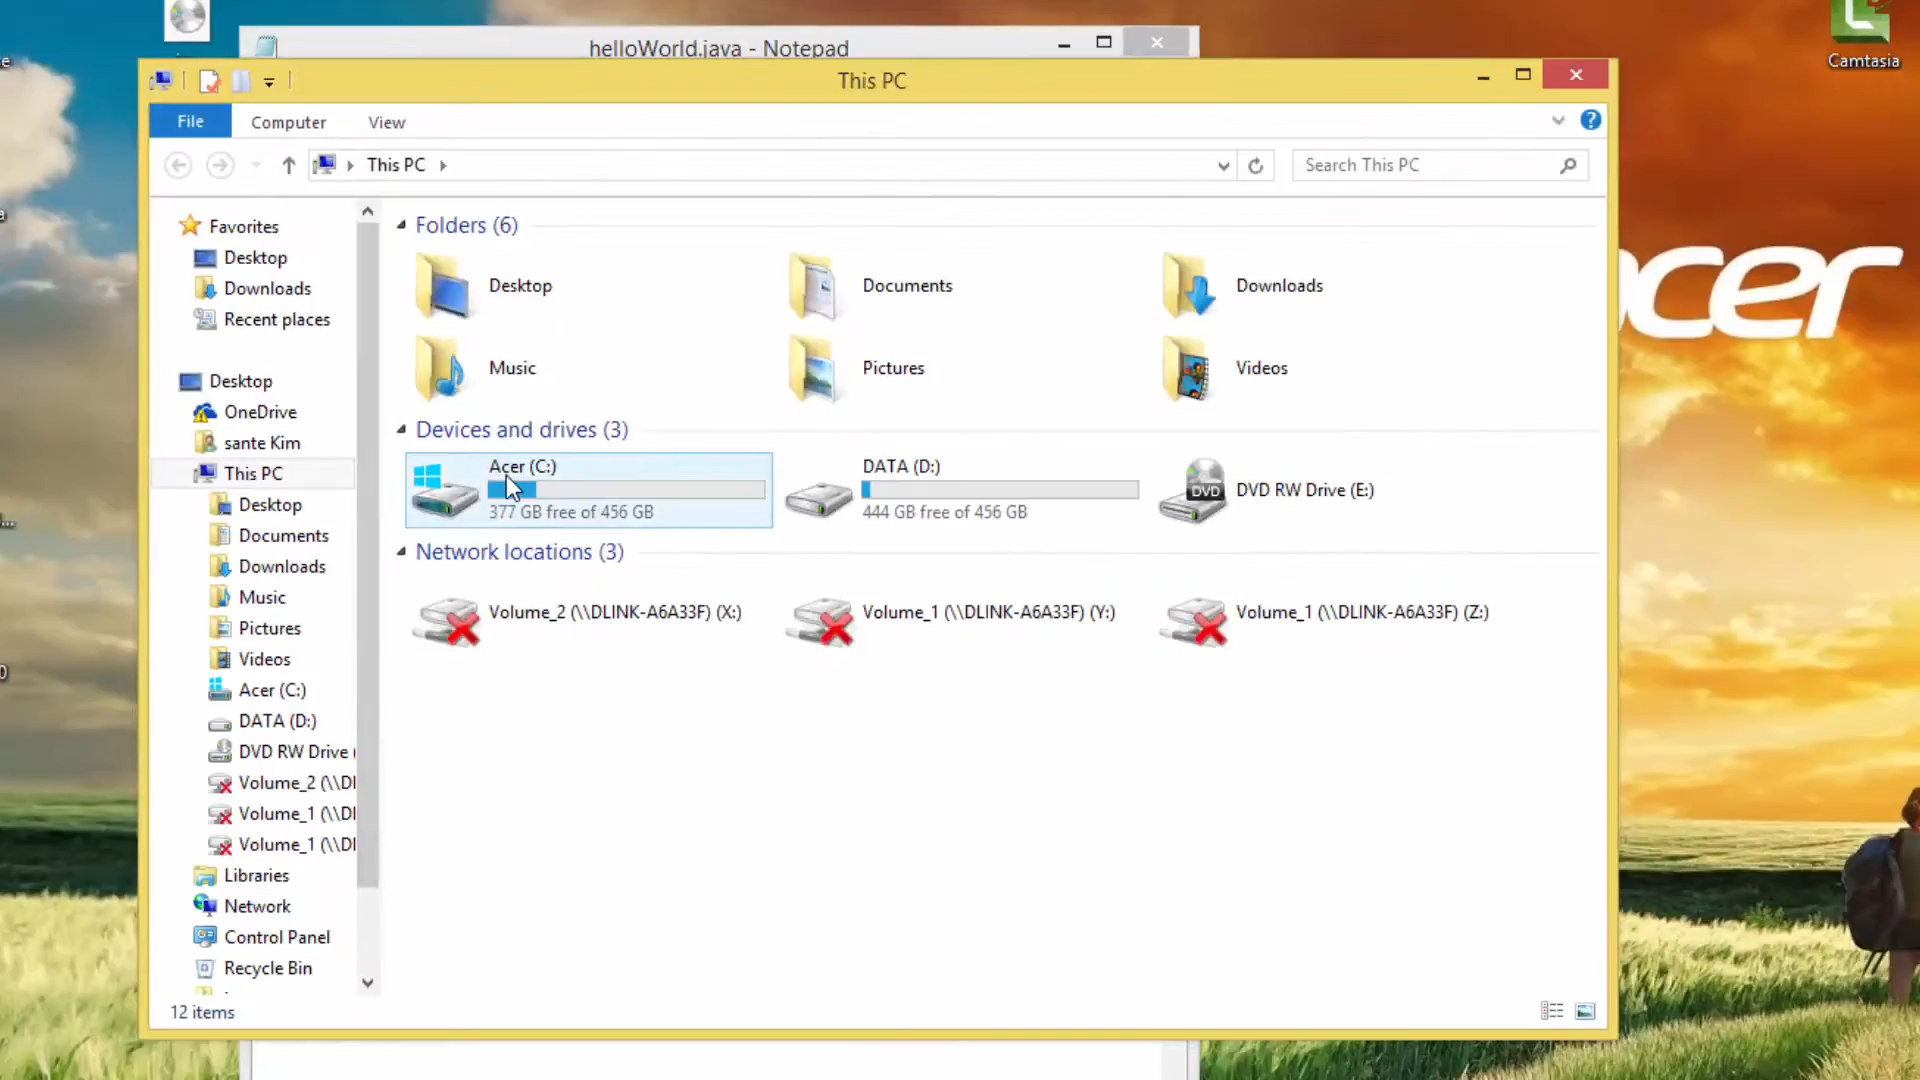 helloWorld.java - Notepad
Camtasia
This PC
File
Computer
View
This PC
Search This PC
Favorites
Desktop
Downloads
Recent places
Desktop
OneDrive
sante Kim
This PC
Desktop
Documents
Downloads
Music
Pictures
Videos
Acer (C:)
DATA (D:)
DVD RW Drive (
Volume_2 (\\DI
Volume_1 (\\DI
Volume_1 (\\DI
Libraries
Network
Control Panel
Recycle Bin
Folders (6)
Desktop
Documents
Downloads
Music
Pictures
Videos
Devices and drives (3)
Acer (C:)
377 GB free of 456 GB
DATA (D:)
444 GB free of 456 GB
DVD
DVD RW Drive (E:)
Network locations (3)
Volume_2 (\\DLINK-A6A33F) (X:)
Volume_1 (\\DLINK-A6A33F) (Y:)
Volume_1 (\\DLINK-A6A33F) (Z:)
12 items
acer